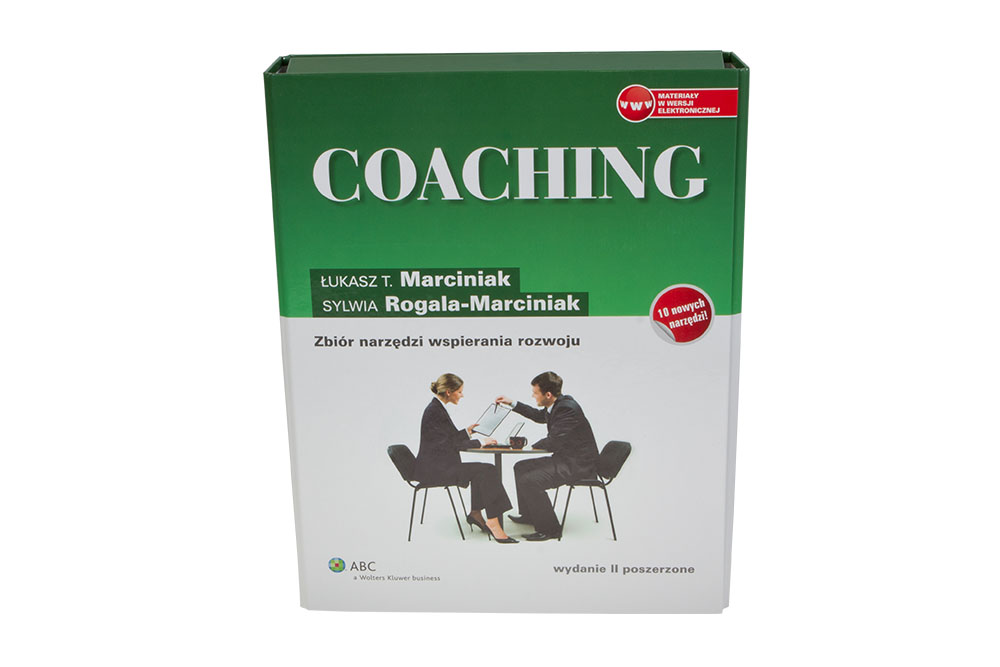 MATERIAŁY
W WERSJI
ELEKTRONICZNEJ
www
COACHING
ŁUKASZ T. Marciniak
SYLWIA Rogala-Marciniak
10 nowych
narzędzi!
Zbiór narzędzi wspierania rozwoju
ABC
a Wolters Kluwer business
wydanie II poszerzone